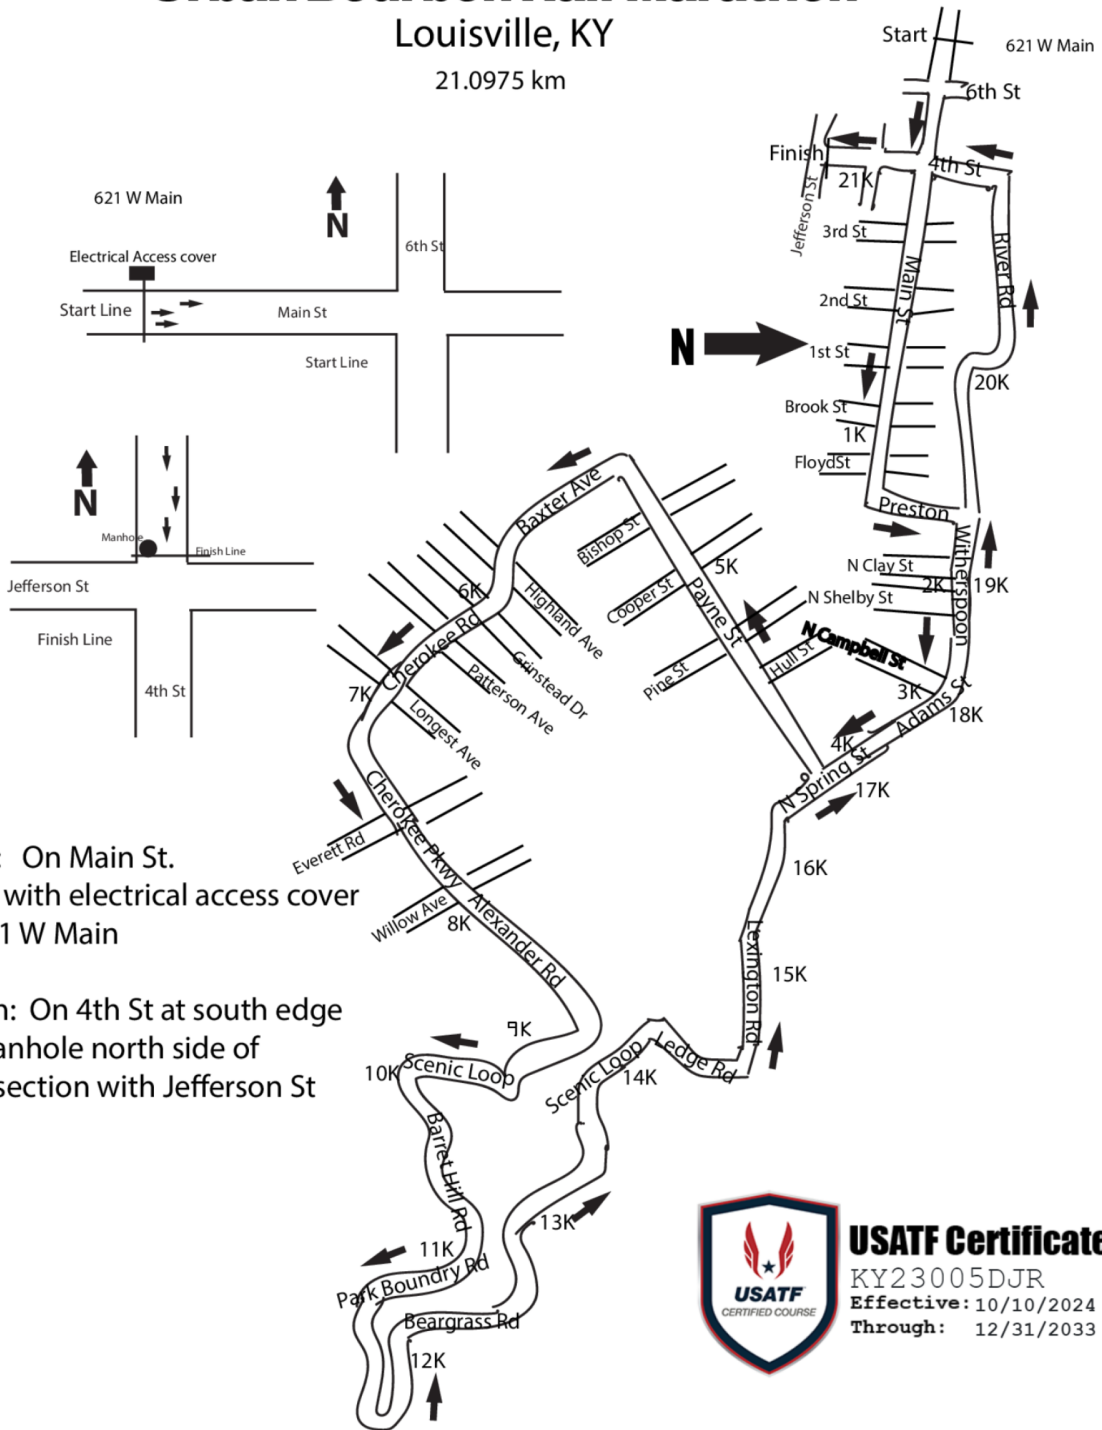 Urban Bourbon Half Marathon
Louisville, KY
21.0975 km
Start
621 W Main
6th St
Finish
4th St
21K
Jefferson St
3rd St
Main St
River Rd
2nd St
N
1st St
20K
Brook St
1K
FloydSt
Preston
Witherspoon
N Clay St
2K
19K
N Shelby St
N Campbell St
3K
Adams St
18K
4K
N Spring St
17K
16K
Lexington Rd
15K
Ledge Rd
14K
Scenic Loop
13K
Payne St
5K
Hull St
Pine St
Cooper St
Bishop St
Baxter Ave
6K
Highland Ave
Cherokee Rd
Grinstead Dr
Patterson Ave
7K
Longest Ave
Cherokee Pkwy
Everett Rd
Willow Ave
8K
Alexander Rd
9K
Scenic Loop
10K
Barret Hill Rd
11K
Park Boundry Rd
Beargrass Rd
12K
621 W Main
N
6th St
Electrical Access cover
Start Line
Main St
Start Line
N
Manhole
Finish Line
Jefferson St
Finish Line
4th St
: On Main St.
with electrical access cover
1 W Main
n: On 4th St at south edge
anhole north side of
section with Jefferson St
USATF
CERTIFIED COURSE
USATF Certificate
KY23005DJR
Effective: 10/10/2024
Through: 12/31/2033